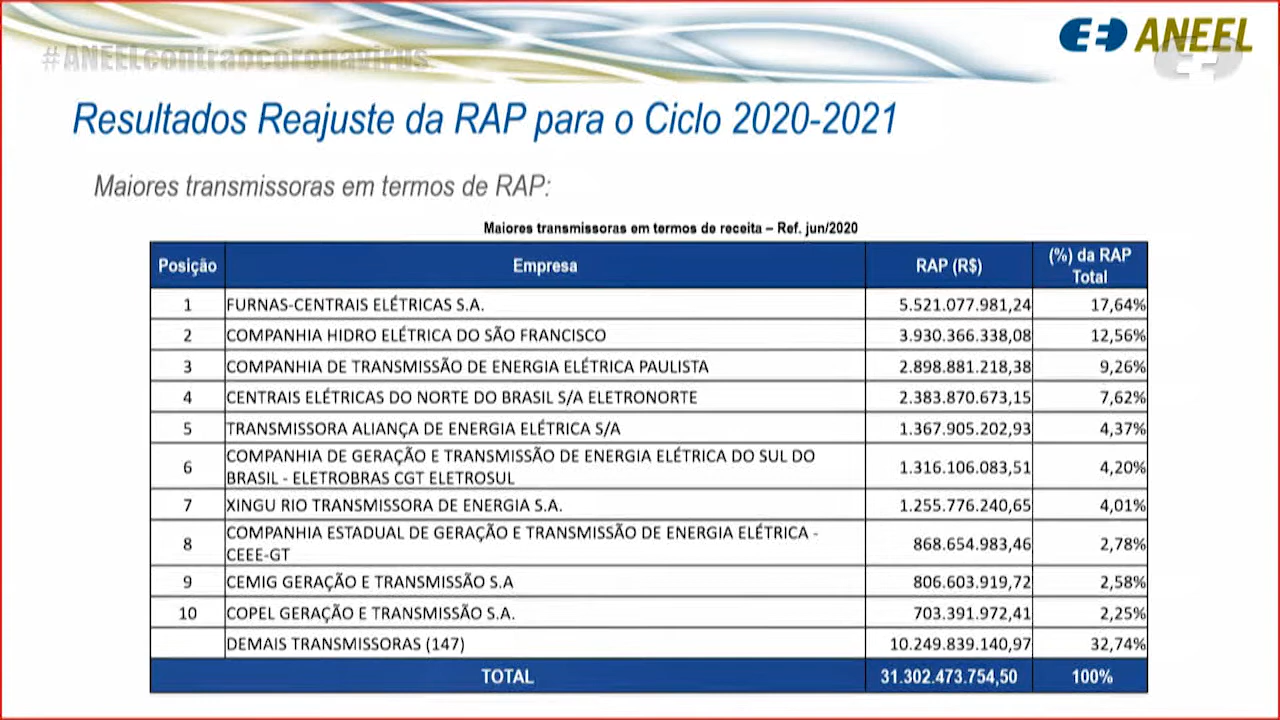 #ANEELcontraocoronavirus
ANEEL
Resultados Reajuste da RAP para o Ciclo 2020-2021
Maiores transmissoras em termos de RAP:
Maiores transmissoras em termos de receita – Ref. jun/2020
Posição Empresa RAP (R$) (%) da RAP
Total
1 FURNAS-CENTRAIS ELÉTRICAS S.A. 5.521.077.981,24 17,64%
2 COMPANHIA HIDRO ELÉTRICA DO SÃO FRANCISCO 3.930.366.338,08 12,56%
3 COMPANHIA DE TRANSMISSÃO DE ENERGIA ELÉTRICA PAULISTA 2.898.881.218,38 9,26%
4 CENTRAIS ELÉTRICAS DO NORTE DO BRASIL S/A ELETRONORTE 2.383.870.673,15 7,62%
5 TRANSMISSORA ALIANÇA DE ENERGIA ELÉTRICA S/A 1.367.905.202,93 4,37%
6 COMPANHIA DE GERAÇÃO E TRANSMISSÃO DE ENERGIA ELÉTRICA DO SUL DO
BRASIL - ELETROBRAS CGT ELETROSUL 1.316.106.083,51 4,20%
7 XINGU RIO TRANSMISSORA DE ENERGIA S.A. 1.255.776.240,65 4,01%
8 COMPANHIA ESTADUAL DE GERAÇÃO E TRANSMISSÃO DE ENERGIA ELÉTRICA -
CEEE-GT 868.654.983,46 2,78%
9 CEMIG GERAÇÃO E TRANSMISSÃO S.A 806.603.919,72 2,58%
10 COPEL GERAÇÃO E TRANSMISSÃO S.A. 703.391.972,41 2,25%
DEMAIS TRANSMISSORAS (147) 10.249.839.140,97 32,74%
TOTAL 31.302.473.754,50 100%